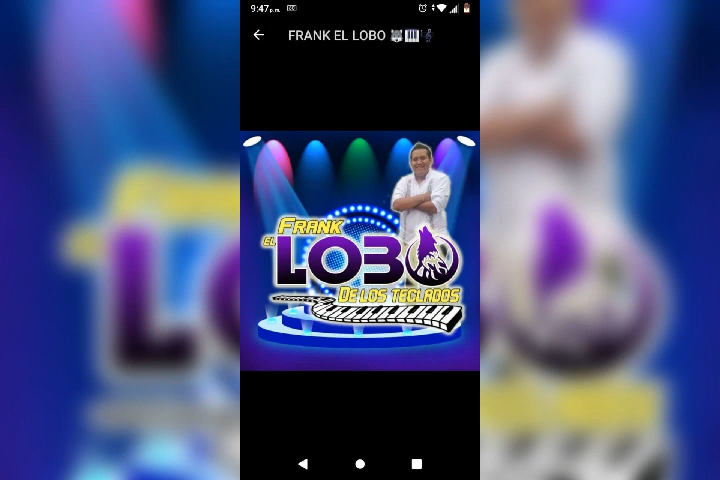 9:47 p.m.
FRANK EL LOBO
FRANK
EL
LOBO
DE LOS TECLADOS